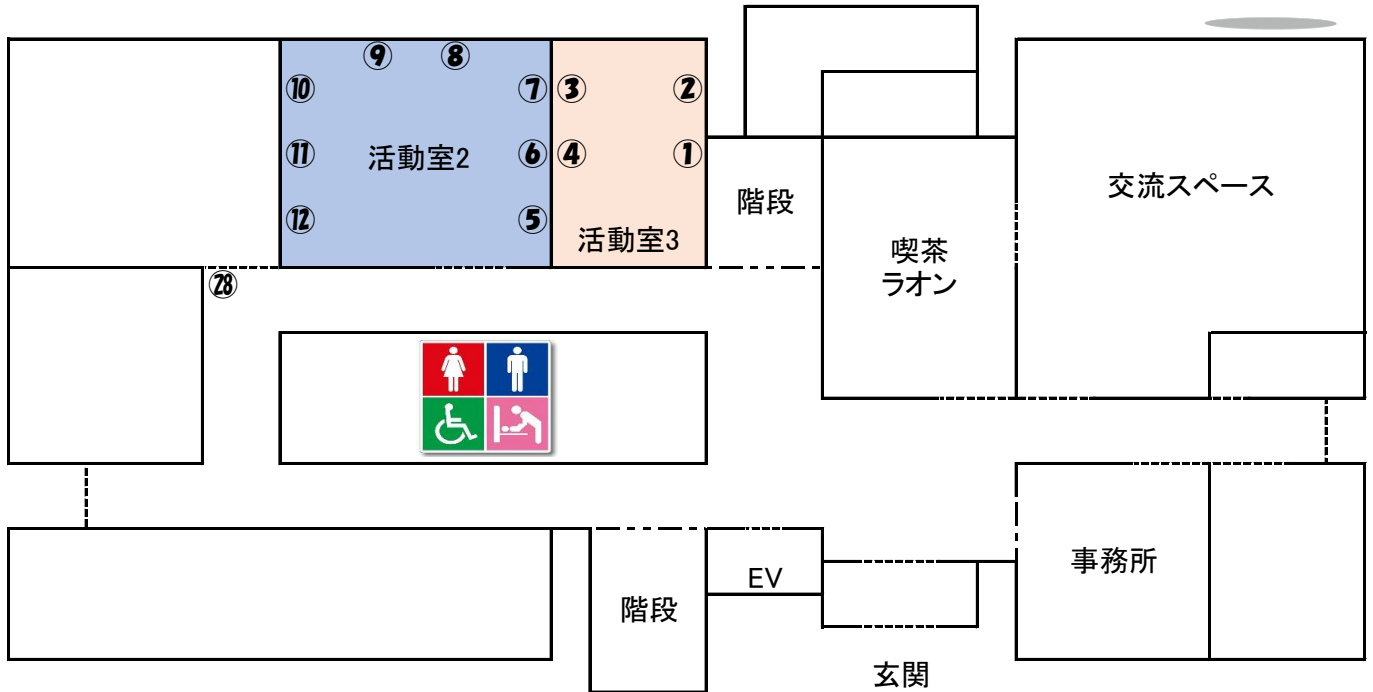 ⑨ ⑧
⑩ ⑦ ③ ②
⑪ 活動室2 ⑥ ④ ①
階段
交流スペース
⑫ ⑤
活動室3
喫茶
ラオン
㉘
EV
階段
事務所
玄関